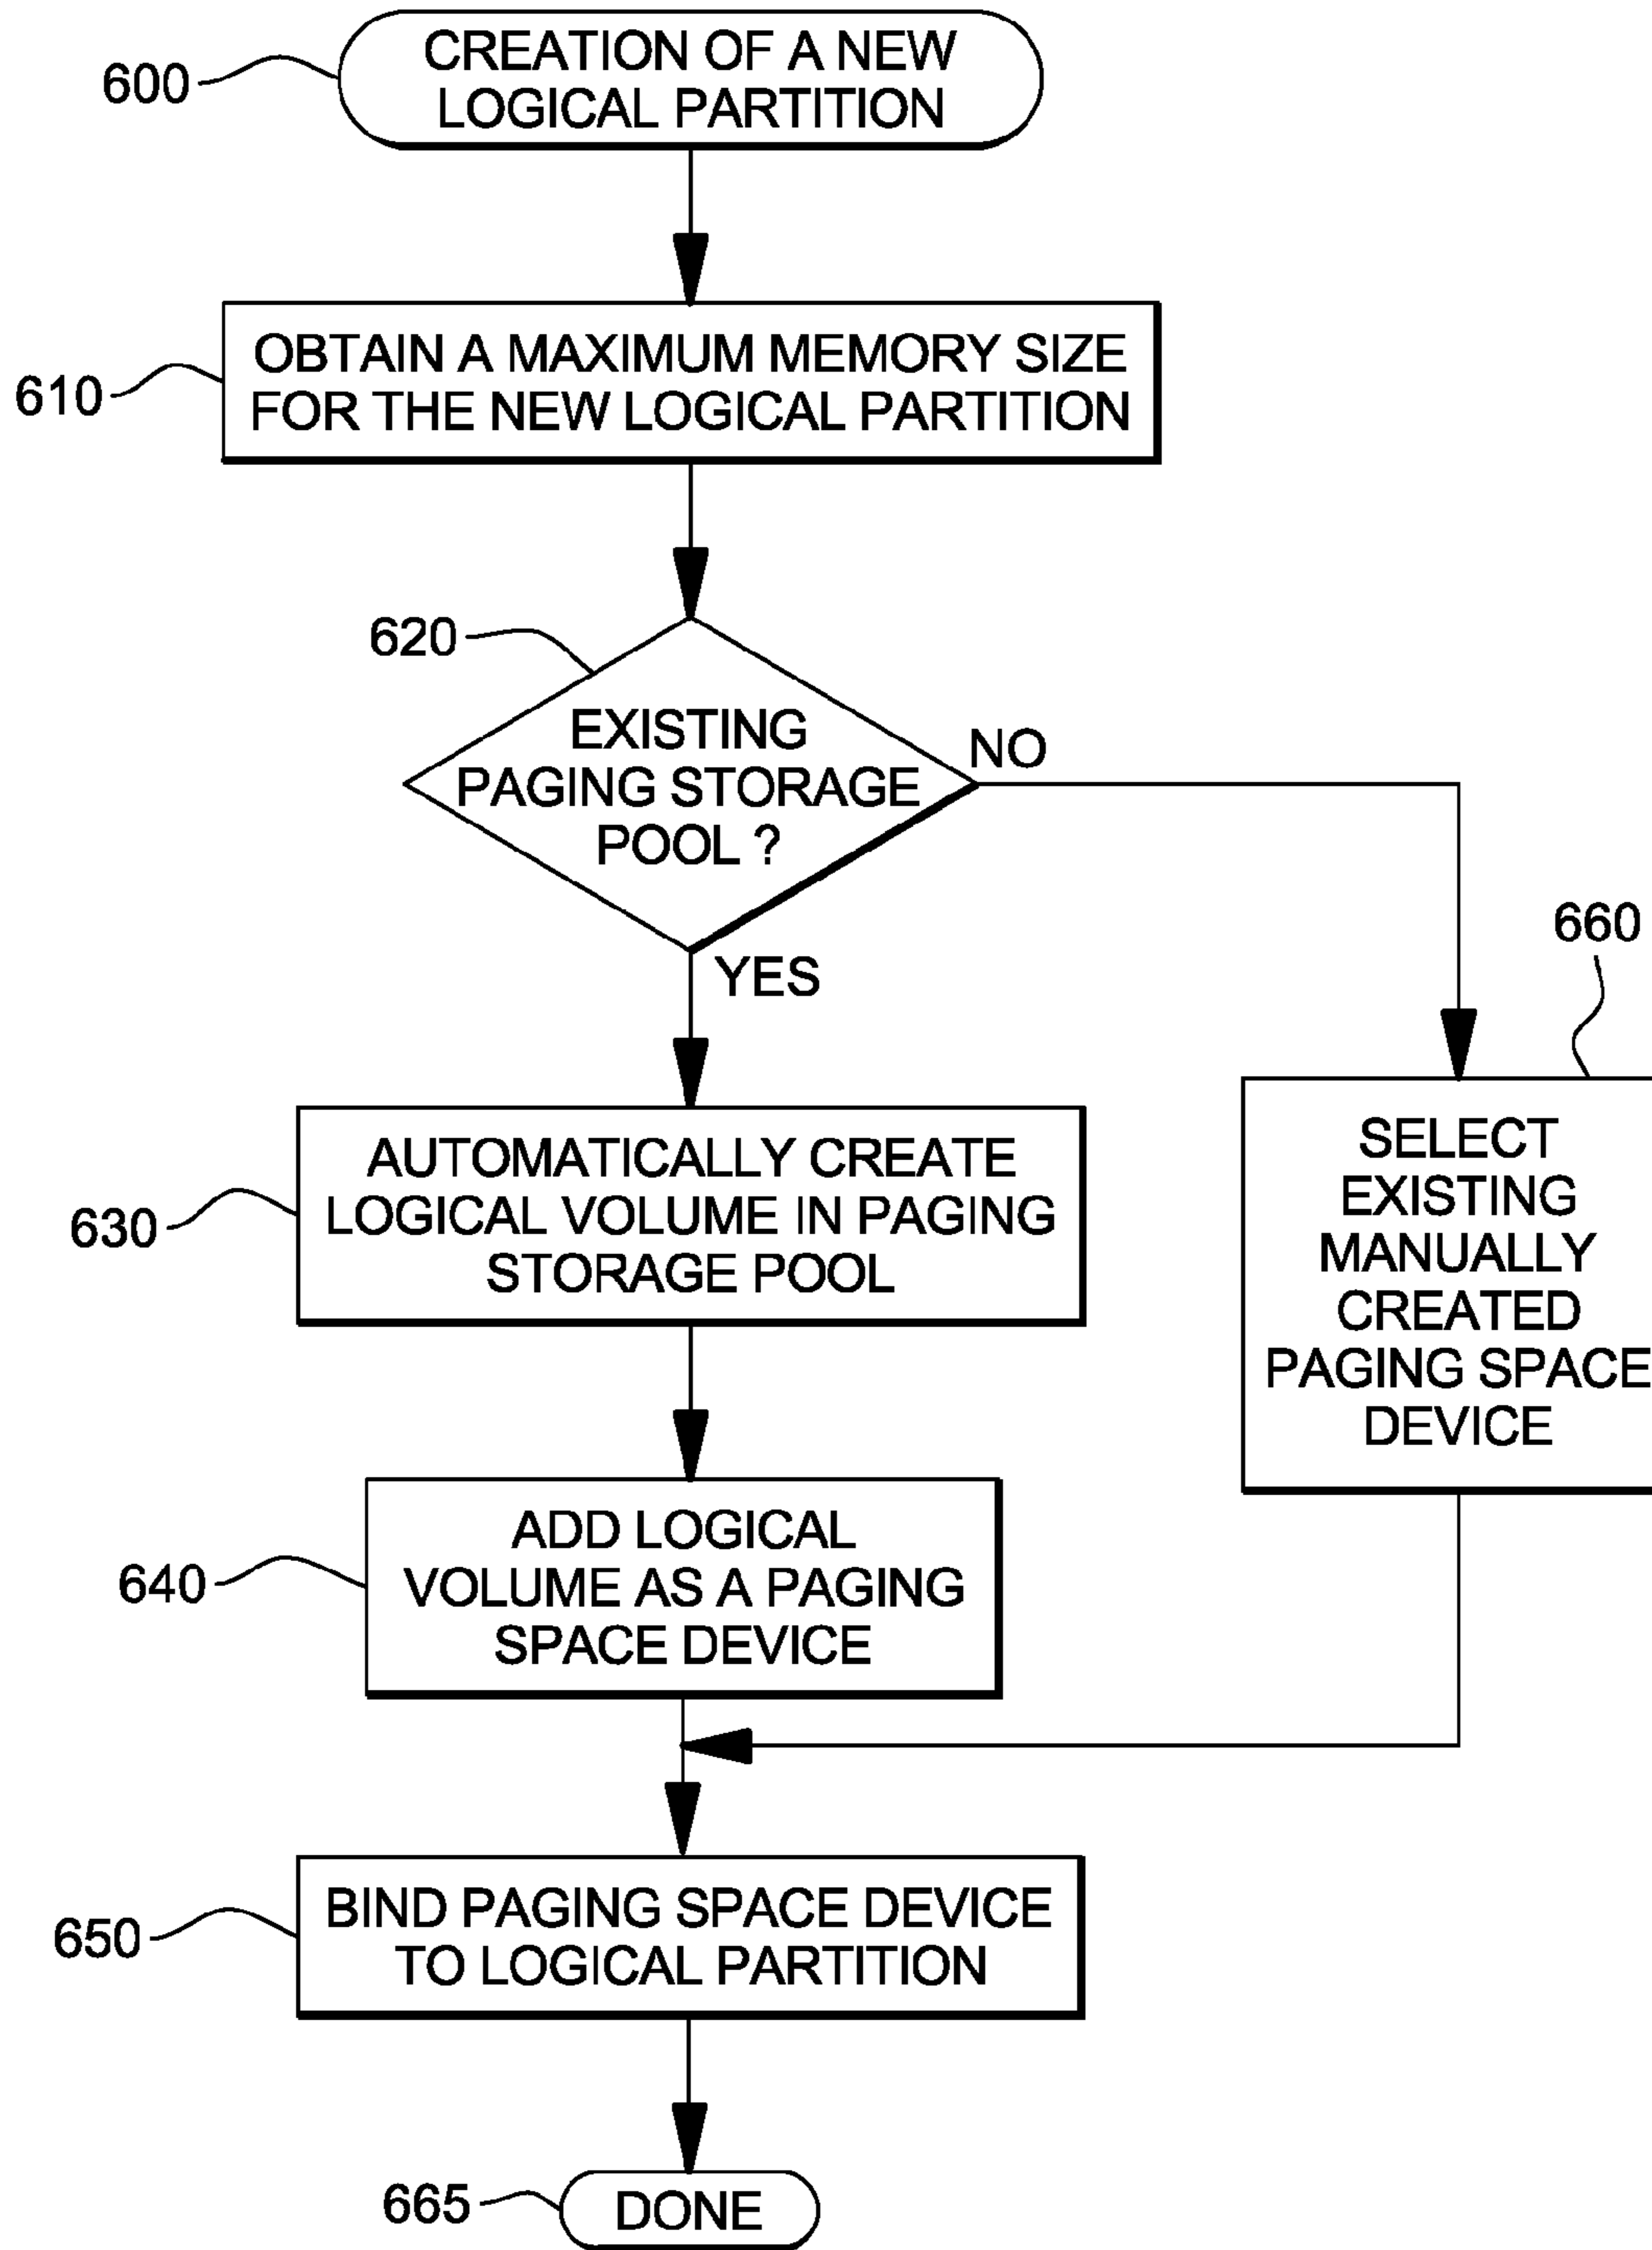 600
CREATION OF A NEW
LOGICAL PARTITION
610
OBTAIN A MAXIMUM MEMORY SIZE
FOR THE NEW LOGICAL PARTITION
620
EXISTING
PAGING STORAGE
POOL ?
NO
YES
630
AUTOMATICALLY CREATE
LOGICAL VOLUME IN PAGING
STORAGE POOL
660
SELECT
EXISTING
MANUALLY
CREATED
PAGING SPACE
DEVICE
640
ADD LOGICAL
VOLUME AS A PAGING
SPACE DEVICE
650
BIND PAGING SPACE DEVICE
TO LOGICAL PARTITION
665
DONE